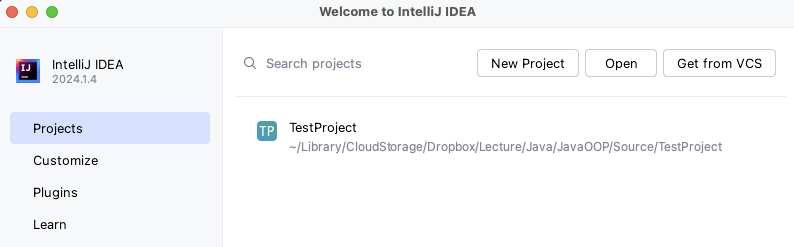 Welcome to IntelliJ IDEA
IJ
IntelliJ IDEA
2024.1.4
Search projects
New Project
Open
Get from VCS
Projects
Customize
Plugins
Learn
TP
TestProject
~/Library/CloudStorage/Dropbox/Lecture/Java/JavaOOP/Source/TestProject